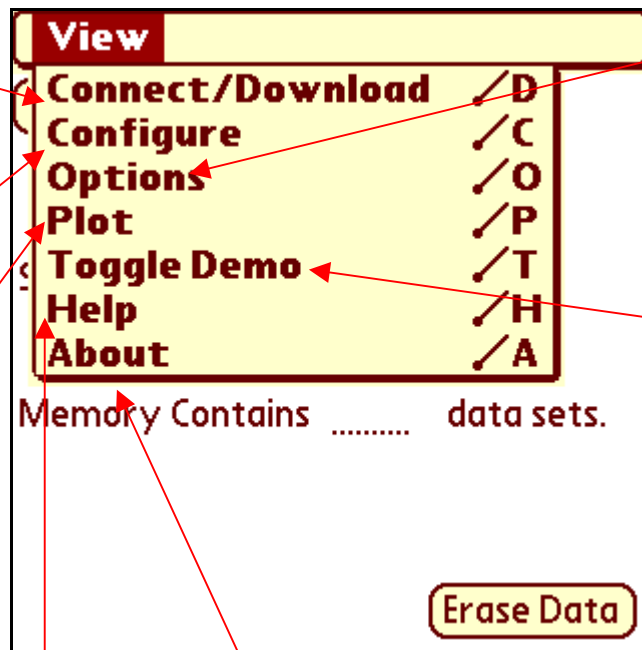 View
Connect/Download /D
Configure /C
Options /O
Plot /P
Toggle Demo /T
Help /H
About /A
Memory Contains ......... data sets.
Erase Data